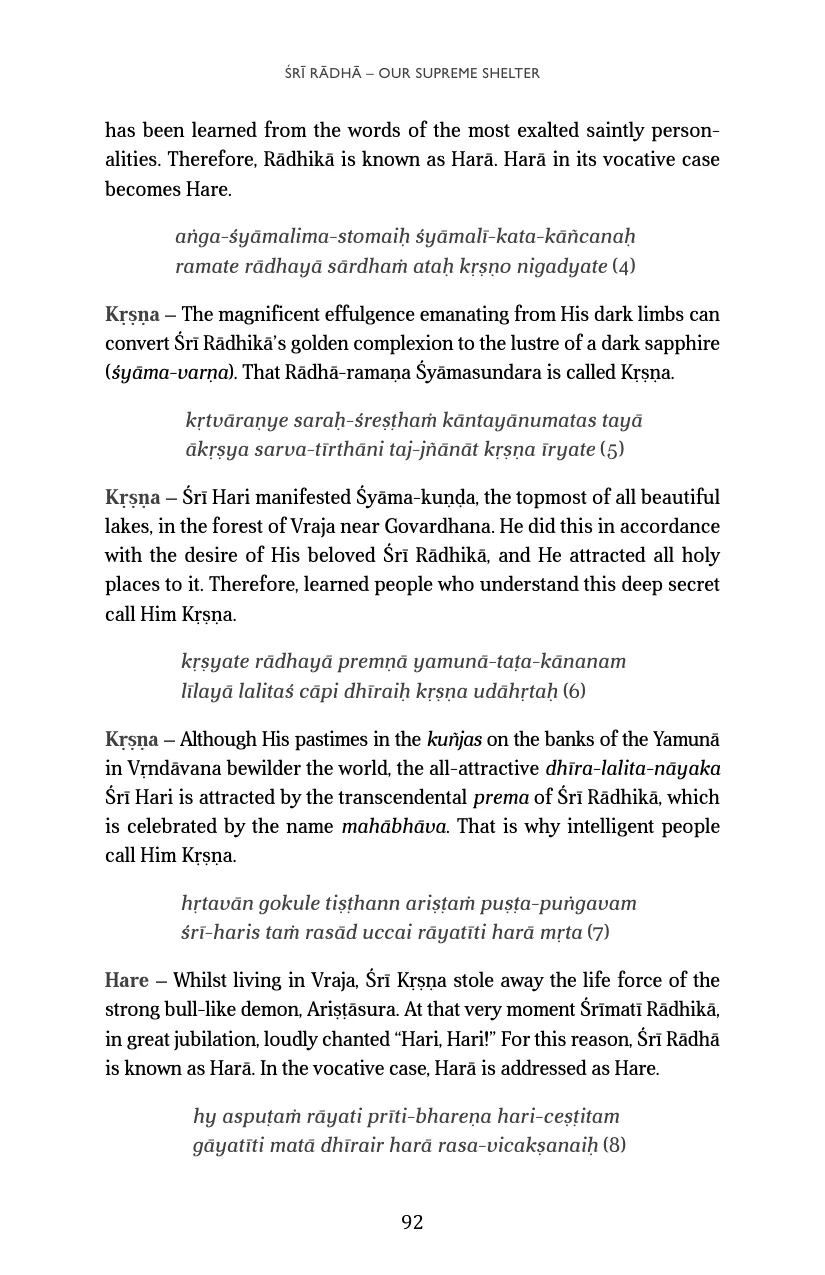 ŚRĪ RĀDHĀ – OUR SUPREME SHELTER
has been learned from the words of the most exalted saintly person-
alities. Therefore, Rādhikā is known as Harā. Harā in its vocative case
becomes Hare.
aṅga-śyāmalima-stomaiḥ śyāmalī-kata-kāñcanaḥ
ramate rādhayā sārdhaṁ ataḥ kṛṣṇo nigadyate (4)
Kṛṣṇa – The magnificent effulgence emanating from His dark limbs can
convert Śrī Rādhikā’s golden complexion to the lustre of a dark sapphire
(śyāma-varṇa). That Rādhā-ramaṇa Śyāmasundara is called Kṛṣṇa.
kṛtvāraṇye saraḥ-śreṣṭhaṁ kāntayānumatas tayā
ākṛṣya sarva-tīrthāni taj-jñānāt kṛṣṇa īryate (5)
Kṛṣṇa – Śrī Hari manifested Śyāma-kuṇḍa, the topmost of all beautiful
lakes, in the forest of Vraja near Govardhana. He did this in accordance
with the desire of His beloved Śrī Rādhikā, and He attracted all holy
places to it. Therefore, learned people who understand this deep secret
call Him Kṛṣṇa.
kṛṣyate rādhayā premṇā yamunā-taṭa-kānanam
līlayā lalitaś cāpi dhīraiḥ kṛṣṇa udāhṛtaḥ (6)
Kṛṣṇa – Although His pastimes in the kuñjas on the banks of the Yamunā
in Vṛndāvana bewilder the world, the all-attractive dhīra-lalita-nāyaka
Śrī Hari is attracted by the transcendental prema of Śrī Rādhikā, which
is celebrated by the name mahābhāva. That is why intelligent people
call Him Kṛṣṇa.
hṛtavān gokule tiṣṭhann ariṣṭaṁ puṣṭa-puṅgavam
śrī-haris taṁ rasād uccai rāyatīti harā mṛta (7)
Hare – Whilst living in Vraja, Śrī Kṛṣṇa stole away the life force of the
strong bull-like demon, Ariṣṭāsura. At that very moment Śrīmatī Rādhikā,
in great jubilation, loudly chanted “Hari, Hari!” For this reason, Śrī Rādhā
is known as Harā. In the vocative case, Harā is addressed as Hare.
hy aspuṭaṁ rāyati prīti-bhareṇa hari-ceṣṭitam
gāyatīti matā dhīrair harā rasa-vicakṣanaiḥ (8)
92